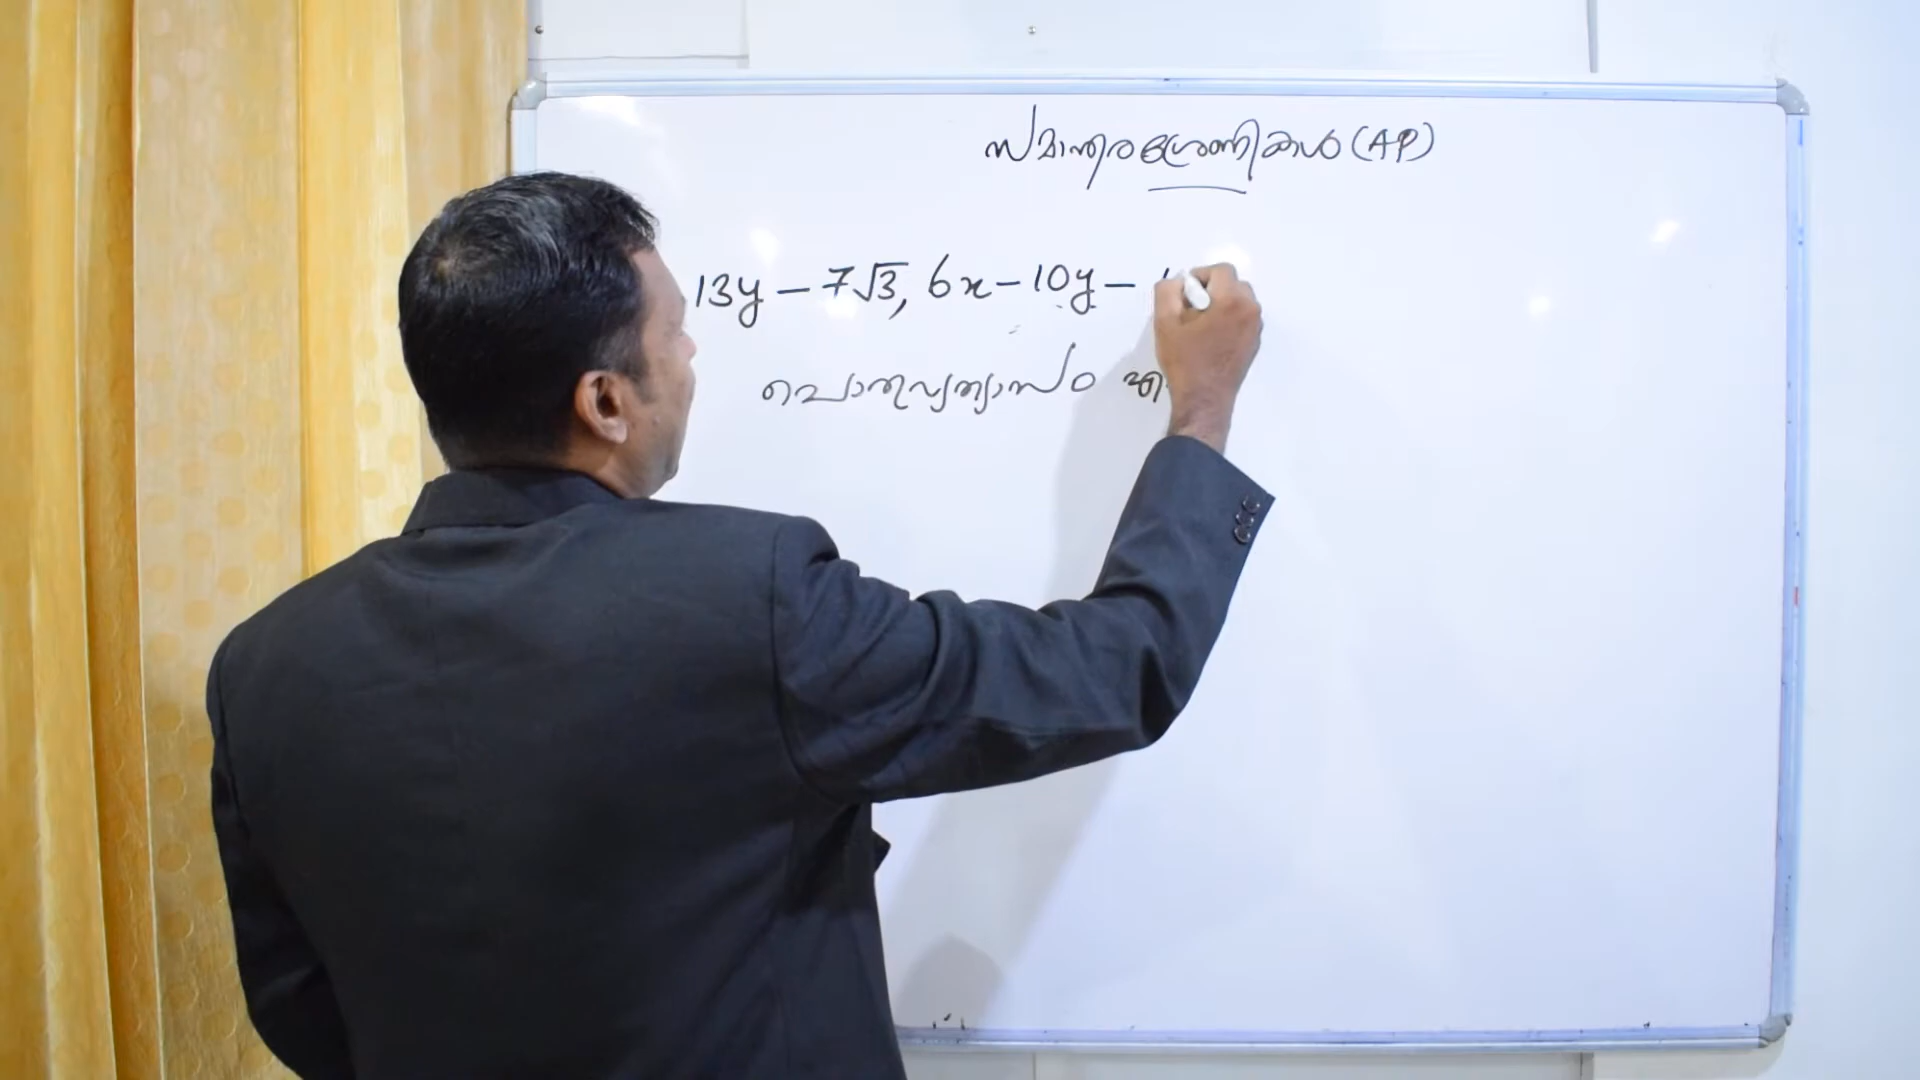 സമാന്തരശ്രേണികൾ (AP)
13y – 7√3, 6x – 10y –
പൊതുവ്യത്യാസം